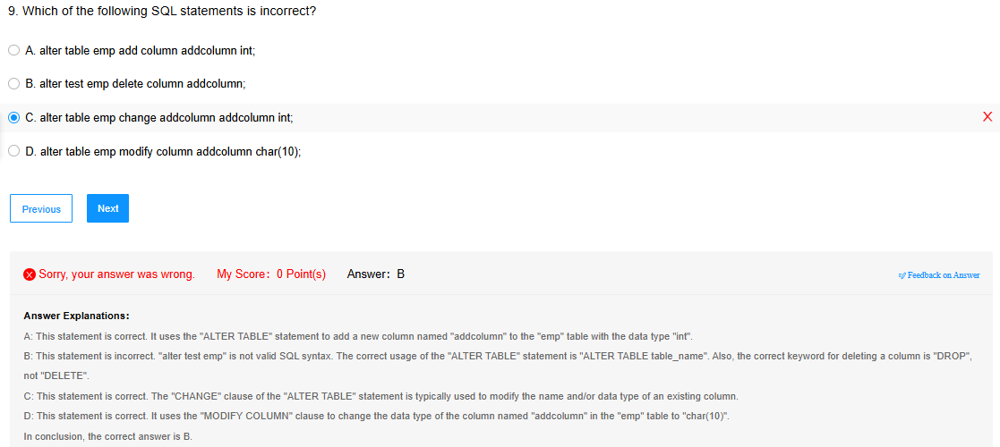 9. Which of the following SQL statements is incorrect?
A. alter table emp add column addcolumn int;
B. alter test emp delete column addcolumn;
C. alter table emp change addcolumn addcolumn int;
X
D. alter table emp modify column addcolumn char(10);
Previous Next
Sorry, your answer was wrong. My Score: 0 Point(s) Answer: B Feedback on Answer
Answer Explanations:
A: This statement is correct. It uses the "ALTER TABLE" statement to add a new column named "addcolumn" to the "emp" table with the data type "int".
B: This statement is incorrect. "alter test emp" is not valid SQL syntax. The correct usage of the "ALTER TABLE" statement is "ALTER TABLE table_name". Also, the correct keyword for deleting a column is "DROP",
not "DELETE".
C: This statement is correct. The "CHANGE" clause of the "ALTER TABLE" statement is typically used to modify the name and/or data type of an existing column.
D: This statement is correct. It uses the "MODIFY COLUMN" clause to change the data type of the column named "addcolumn" in the "emp" table to "char(10)".
In conclusion, the correct answer is B.